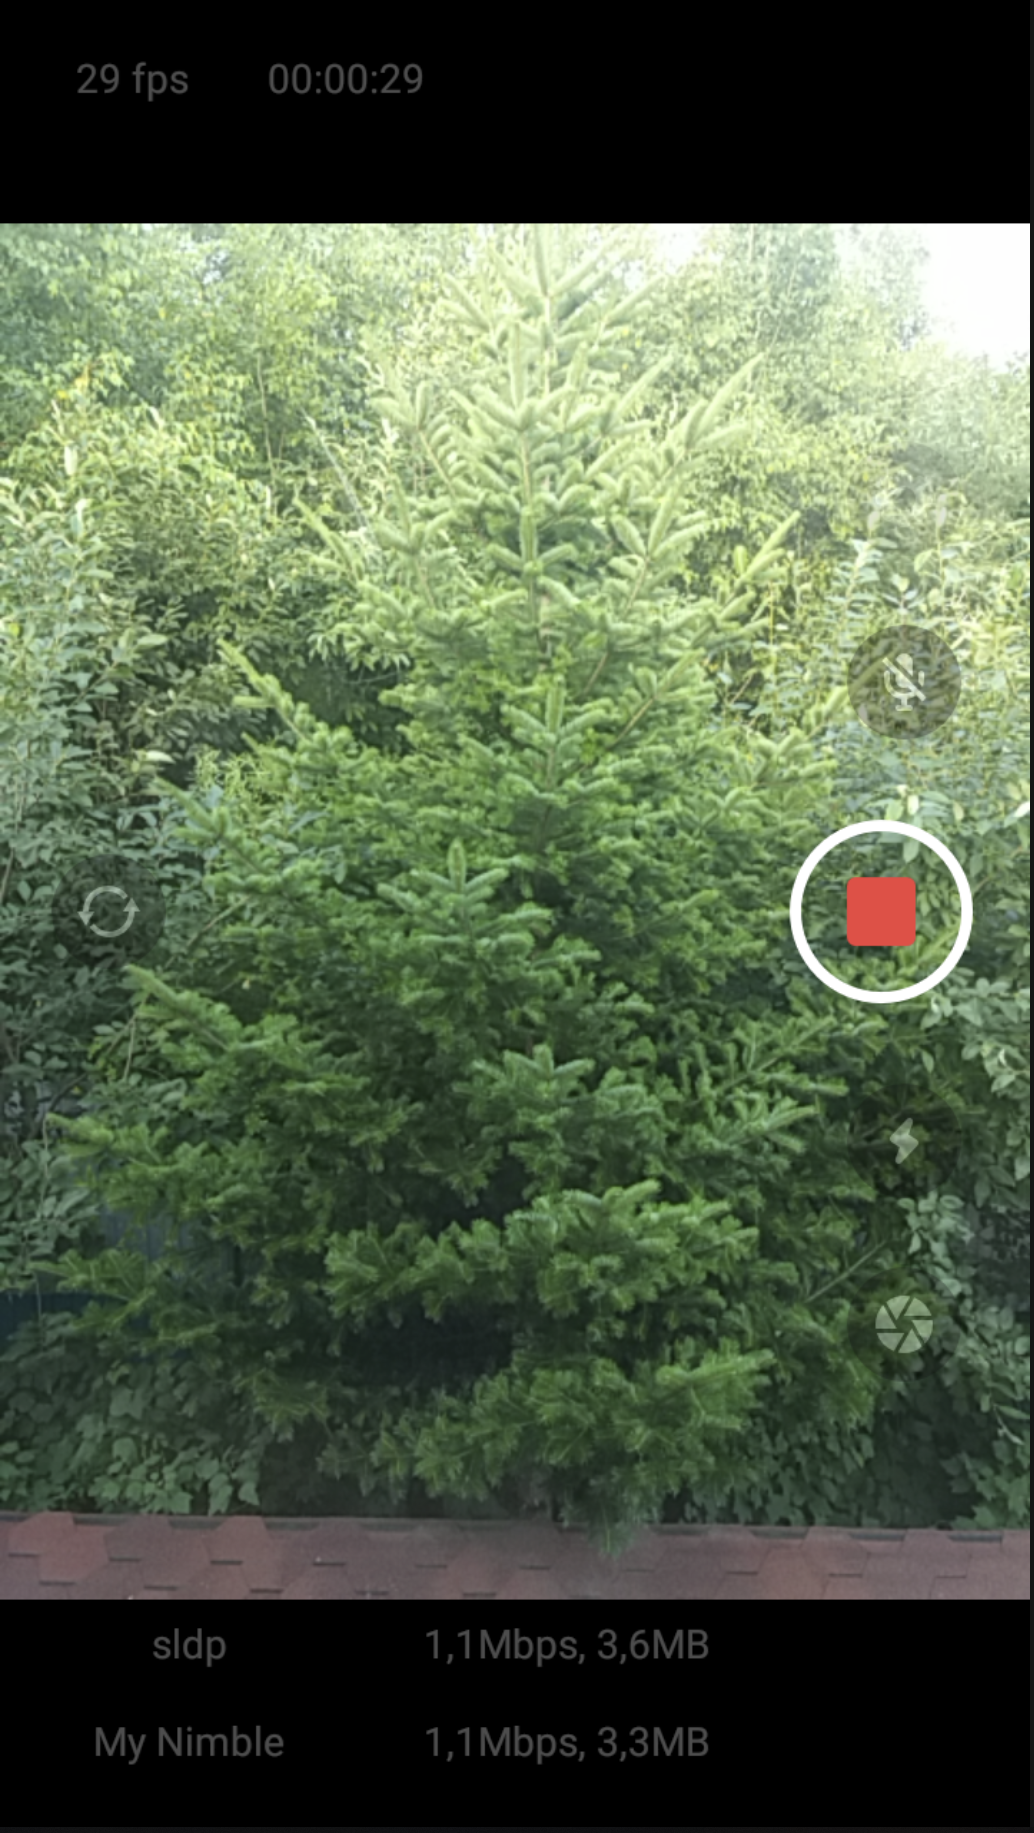 29 fps 00:00:29
sldp 1,1Mbps, 3,6MB
My Nimble 1,1Mbps, 3,3MB